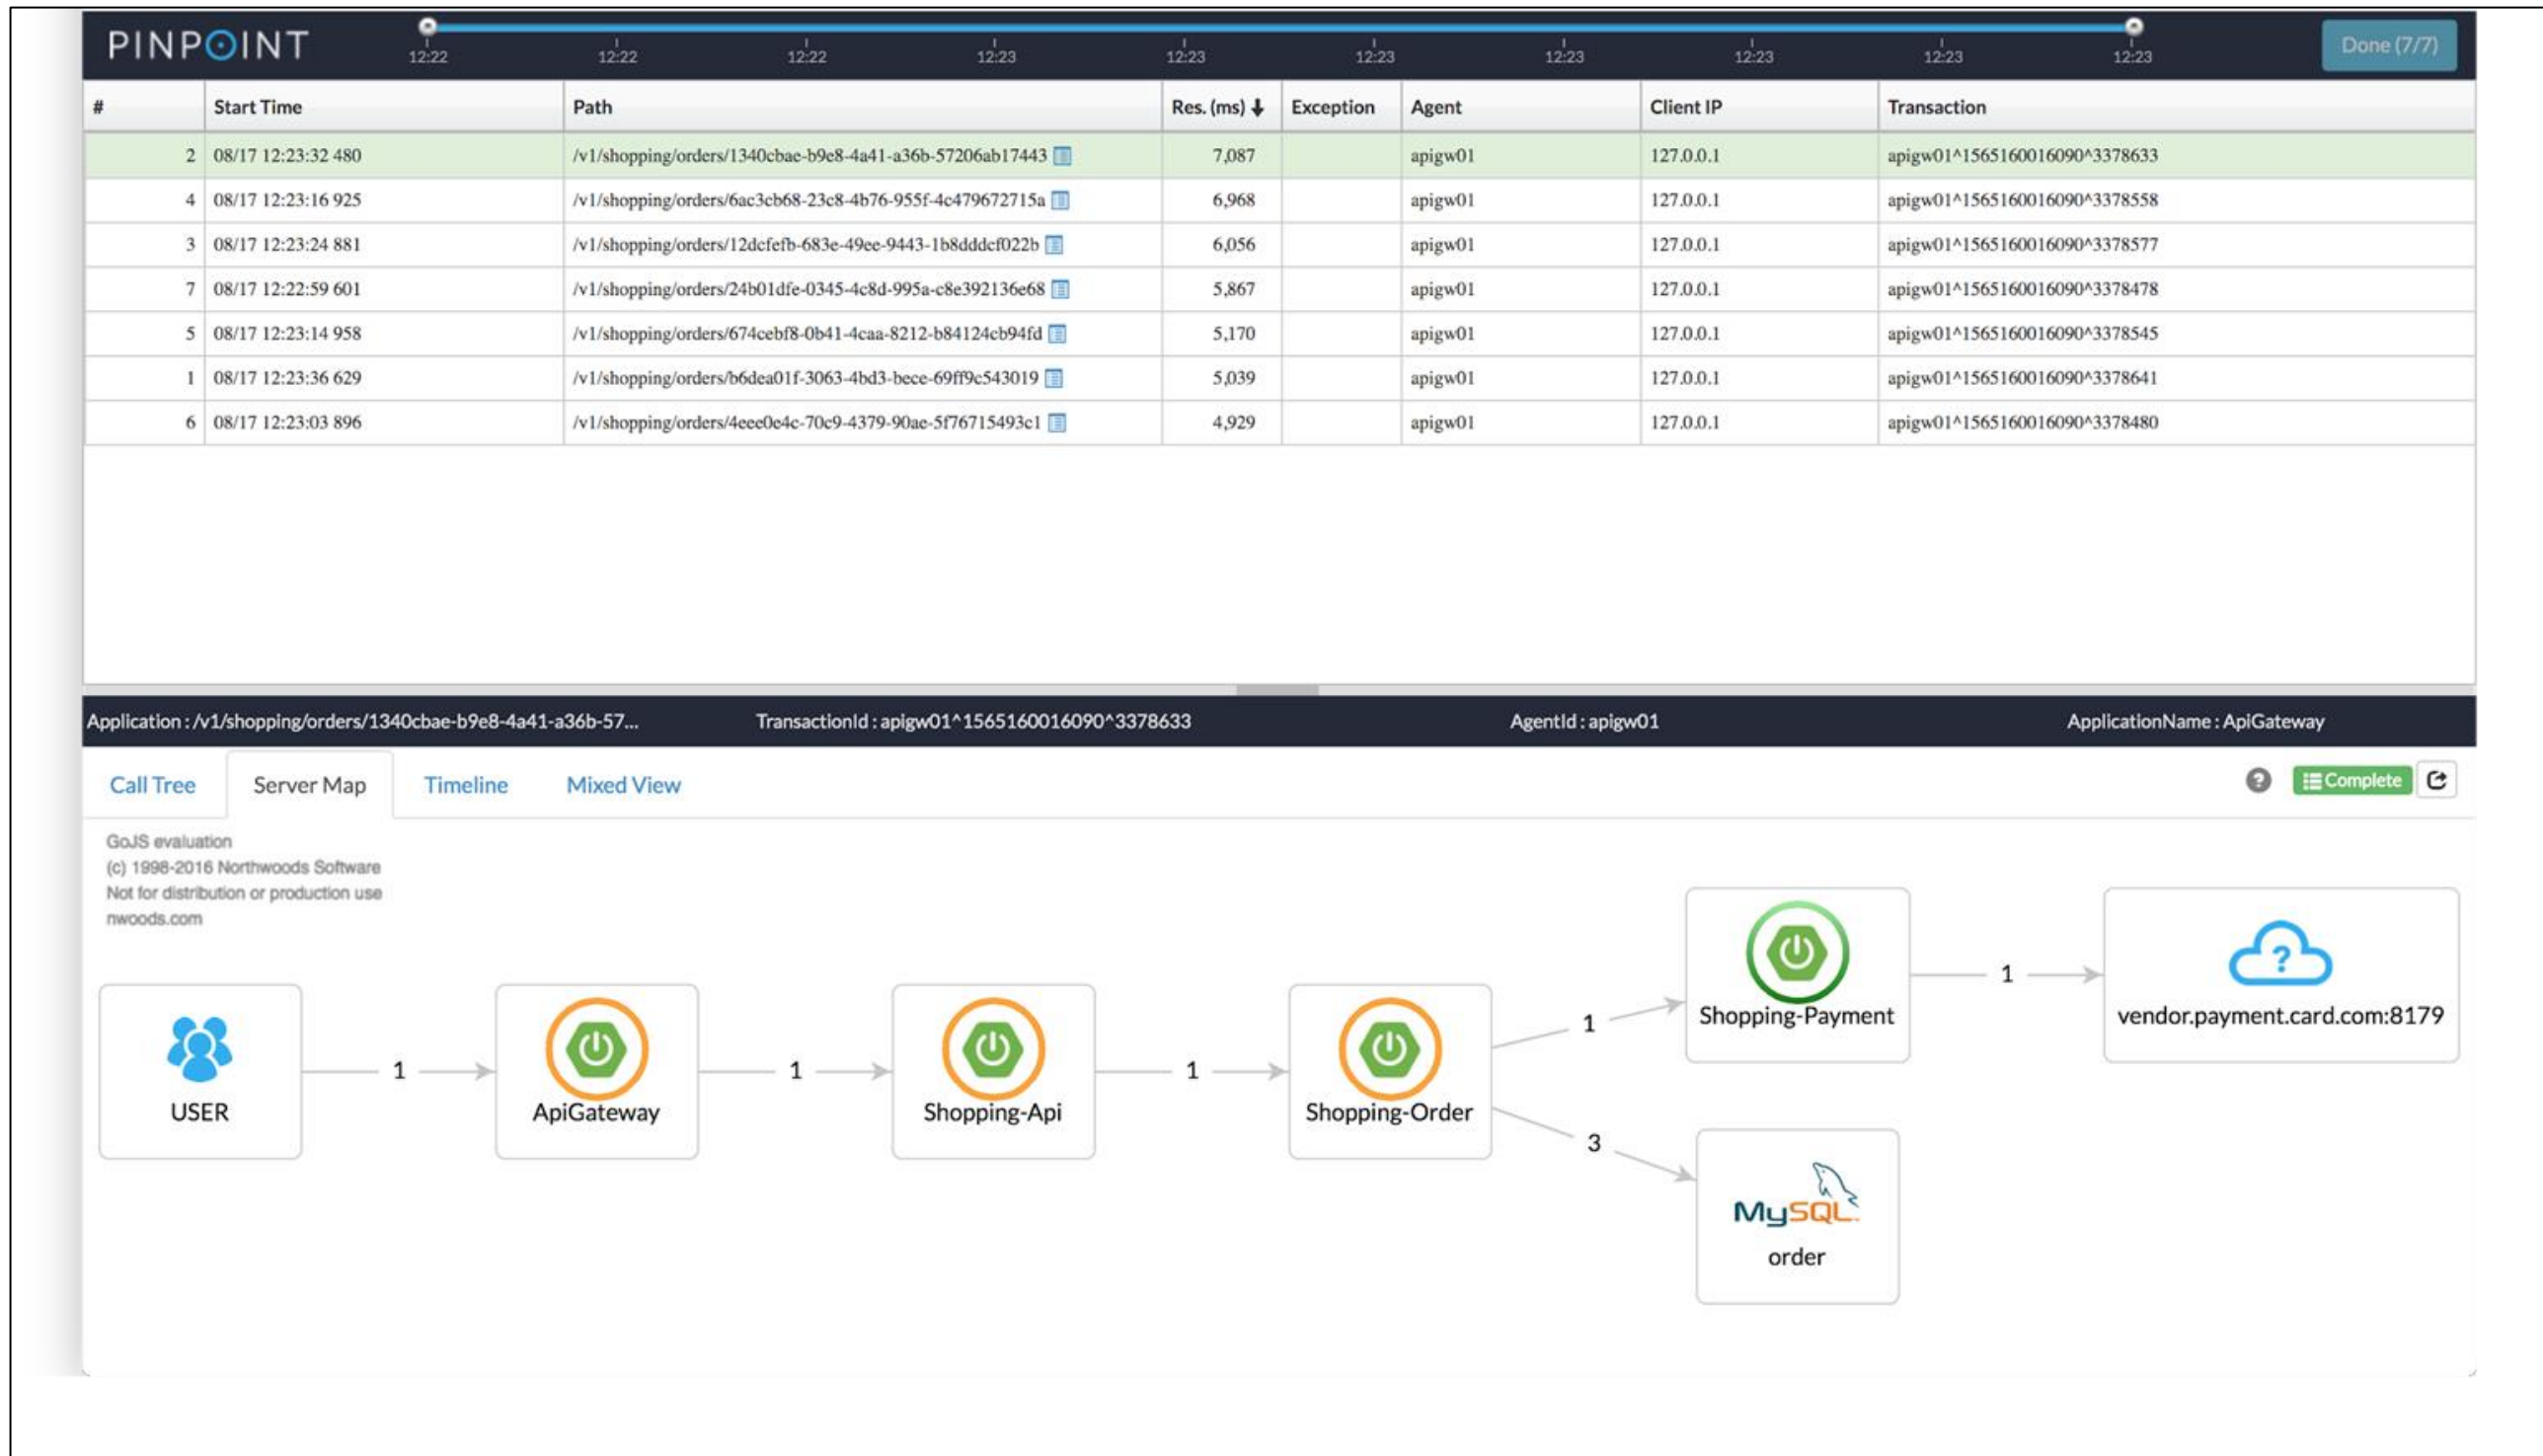 PINPOINT
12:22 12:22 12:22 12:23 12:23 12:23 12:23 12:23 12:23 12:23
Done (7/7)
# Start Time Path Res. (ms) Exception Agent Client IP Transaction
2 08/17 12:23:32 480 /v1/shopping/orders/1340cbae-b9e8-4a41-a36b-57206ab17443 7,087 apigw01 127.0.0.1 apigw01^1565160016090^3378633
4 08/17 12:23:16 925 /v1/shopping/orders/6ac3cb68-23c8-4b76-955f-4c479672715a 6,968 apigw01 127.0.0.1 apigw01^1565160016090^3378558
3 08/17 12:23:24 881 /v1/shopping/orders/12dcfefb-683e-49ee-9443-1b8dddcf022b 6,056 apigw01 127.0.0.1 apigw01^1565160016090^3378577
7 08/17 12:22:59 601 /v1/shopping/orders/24b01dfe-0345-4c8d-995a-c8e392136e68 5,867 apigw01 127.0.0.1 apigw01^1565160016090^3378478
5 08/17 12:23:14 958 /v1/shopping/orders/674cebf8-0b41-4caa-8212-b84124cb94fd 5,170 apigw01 127.0.0.1 apigw01^1565160016090^3378545
1 08/17 12:23:36 629 /v1/shopping/orders/b6dea01f-3063-4bd3-bece-69ff9c543019 5,039 apigw01 127.0.0.1 apigw01^1565160016090^3378641
6 08/17 12:23:03 896 /v1/shopping/orders/4eee0e4c-70c9-4379-90ae-5f76715493c1 4,929 apigw01 127.0.0.1 apigw01^1565160016090^3378480
Application : /v1/shopping/orders/1340cbae-b9e8-4a41-a36b-57... TransactionId : apigw01^1565160016090^3378633 AgentId : apigw01 ApplicationName : ApiGateway
Call Tree Server Map Timeline Mixed View ? Complete
GoJS evaluation
(c) 1998-2016 Northwoods Software
Not for distribution or production use
nwoods.com
USER
1
ApiGateway
1
Shopping-Api
1
Shopping-Order
1
Shopping-Payment
1
?
vendor.payment.card.com:8179
3
MySQL
order